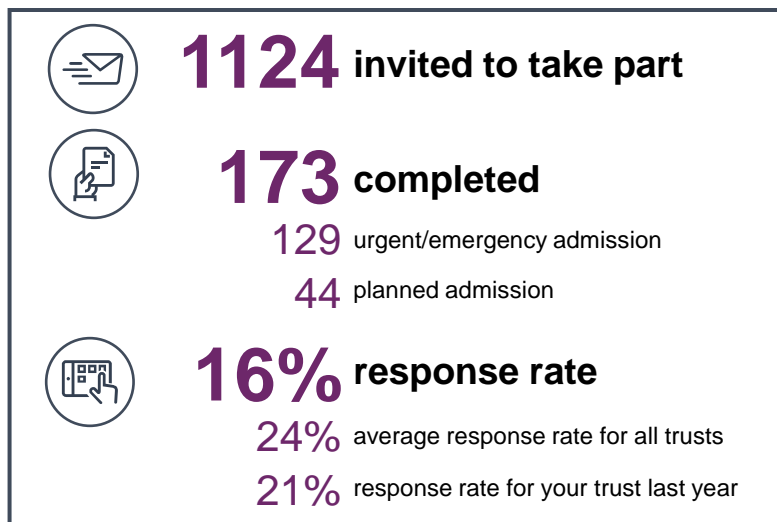 1124 invited to take part
173 completed
129 urgent/emergency admission
44 planned admission
16% response rate
24% average response rate for all trusts
21% response rate for your trust last year